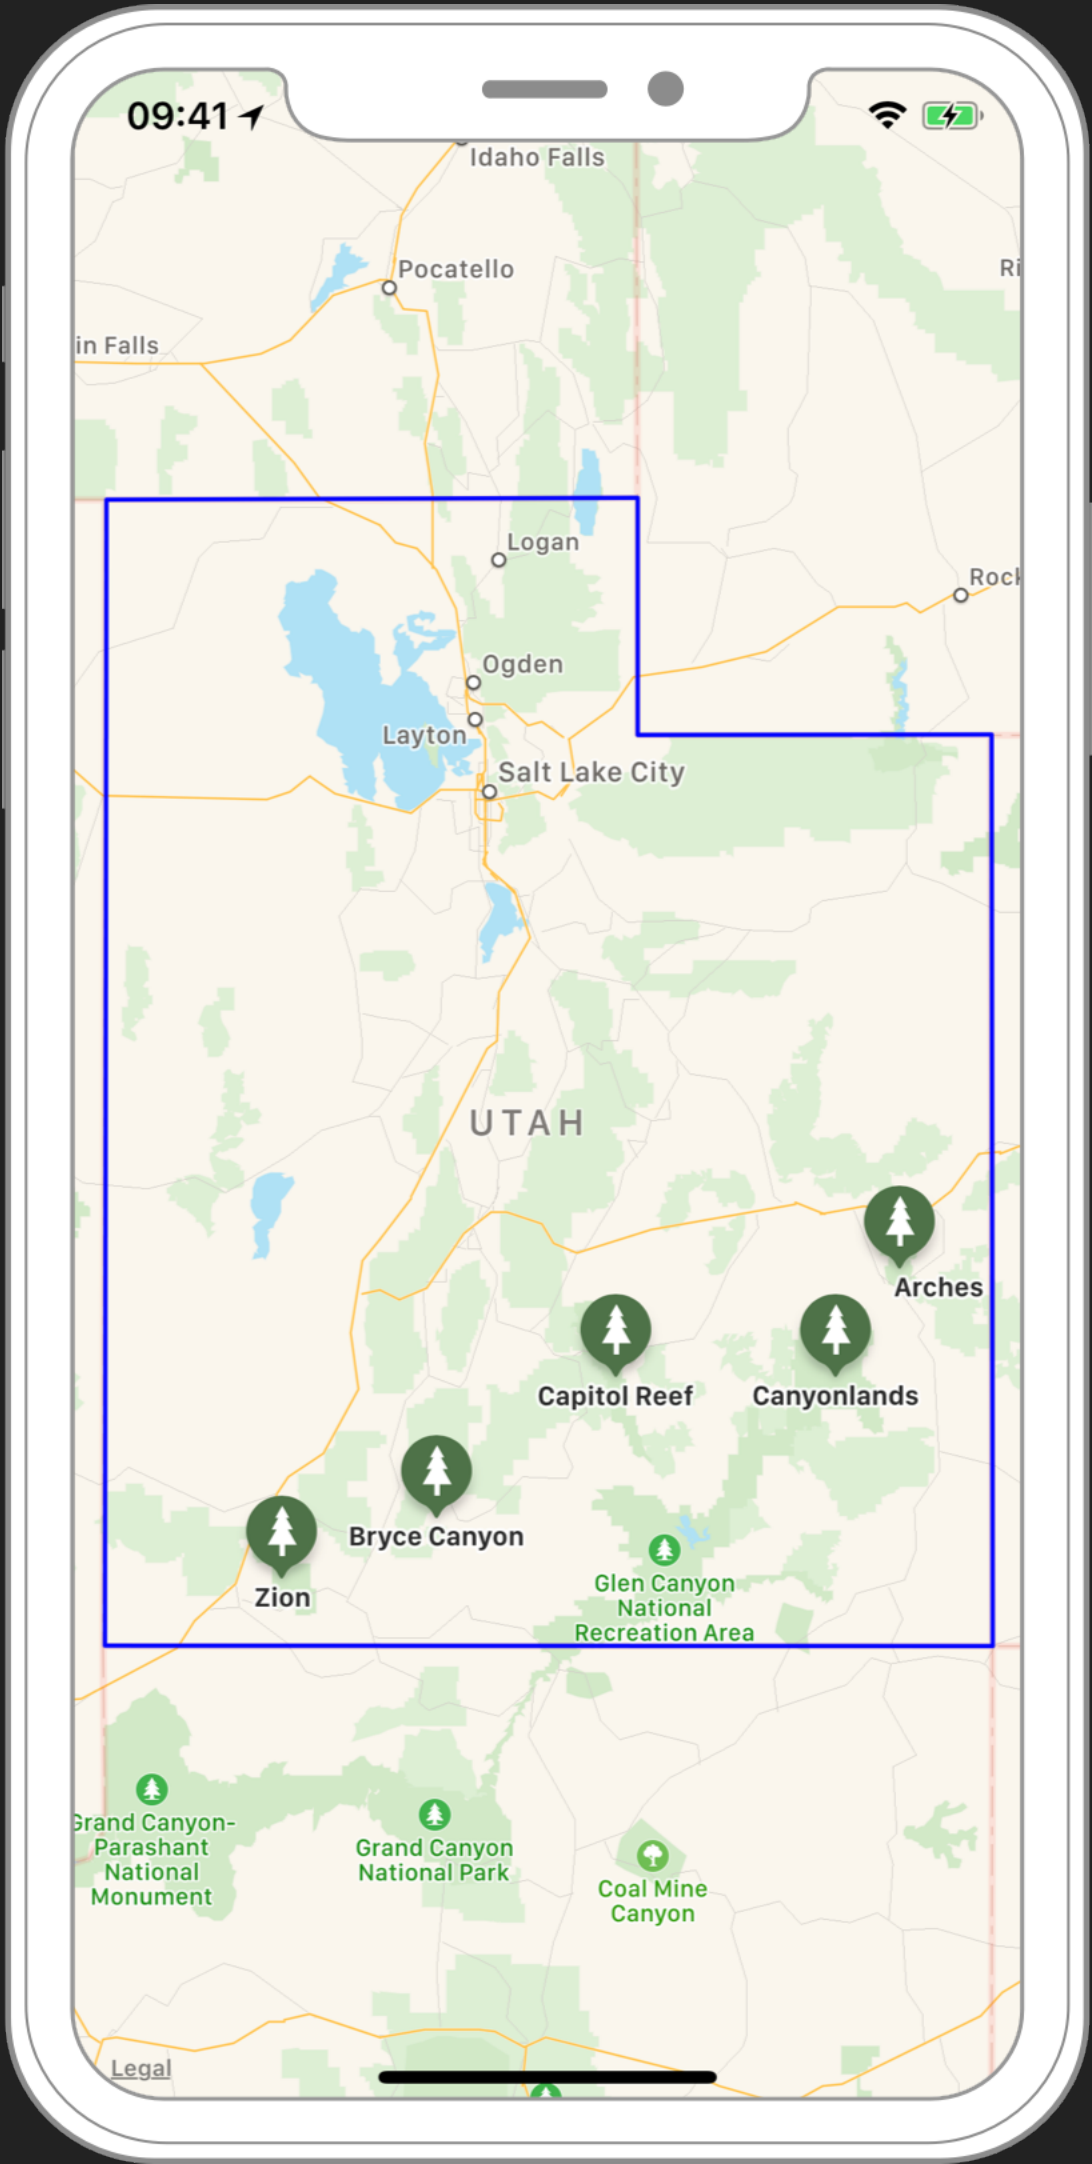 09:41
Idaho Falls
Pocatello
Ri
in Falls
Logan
Rock
Ogden
Layton
Salt Lake City
UTAH
Arches
Capitol Reef
Canyonlands
Bryce Canyon
Zion
Glen Canyon
National
Recreation Area
Grand Canyon-
Parashant
National
Monument
Grand Canyon
National Park
Coal Mine
Canyon
Legal